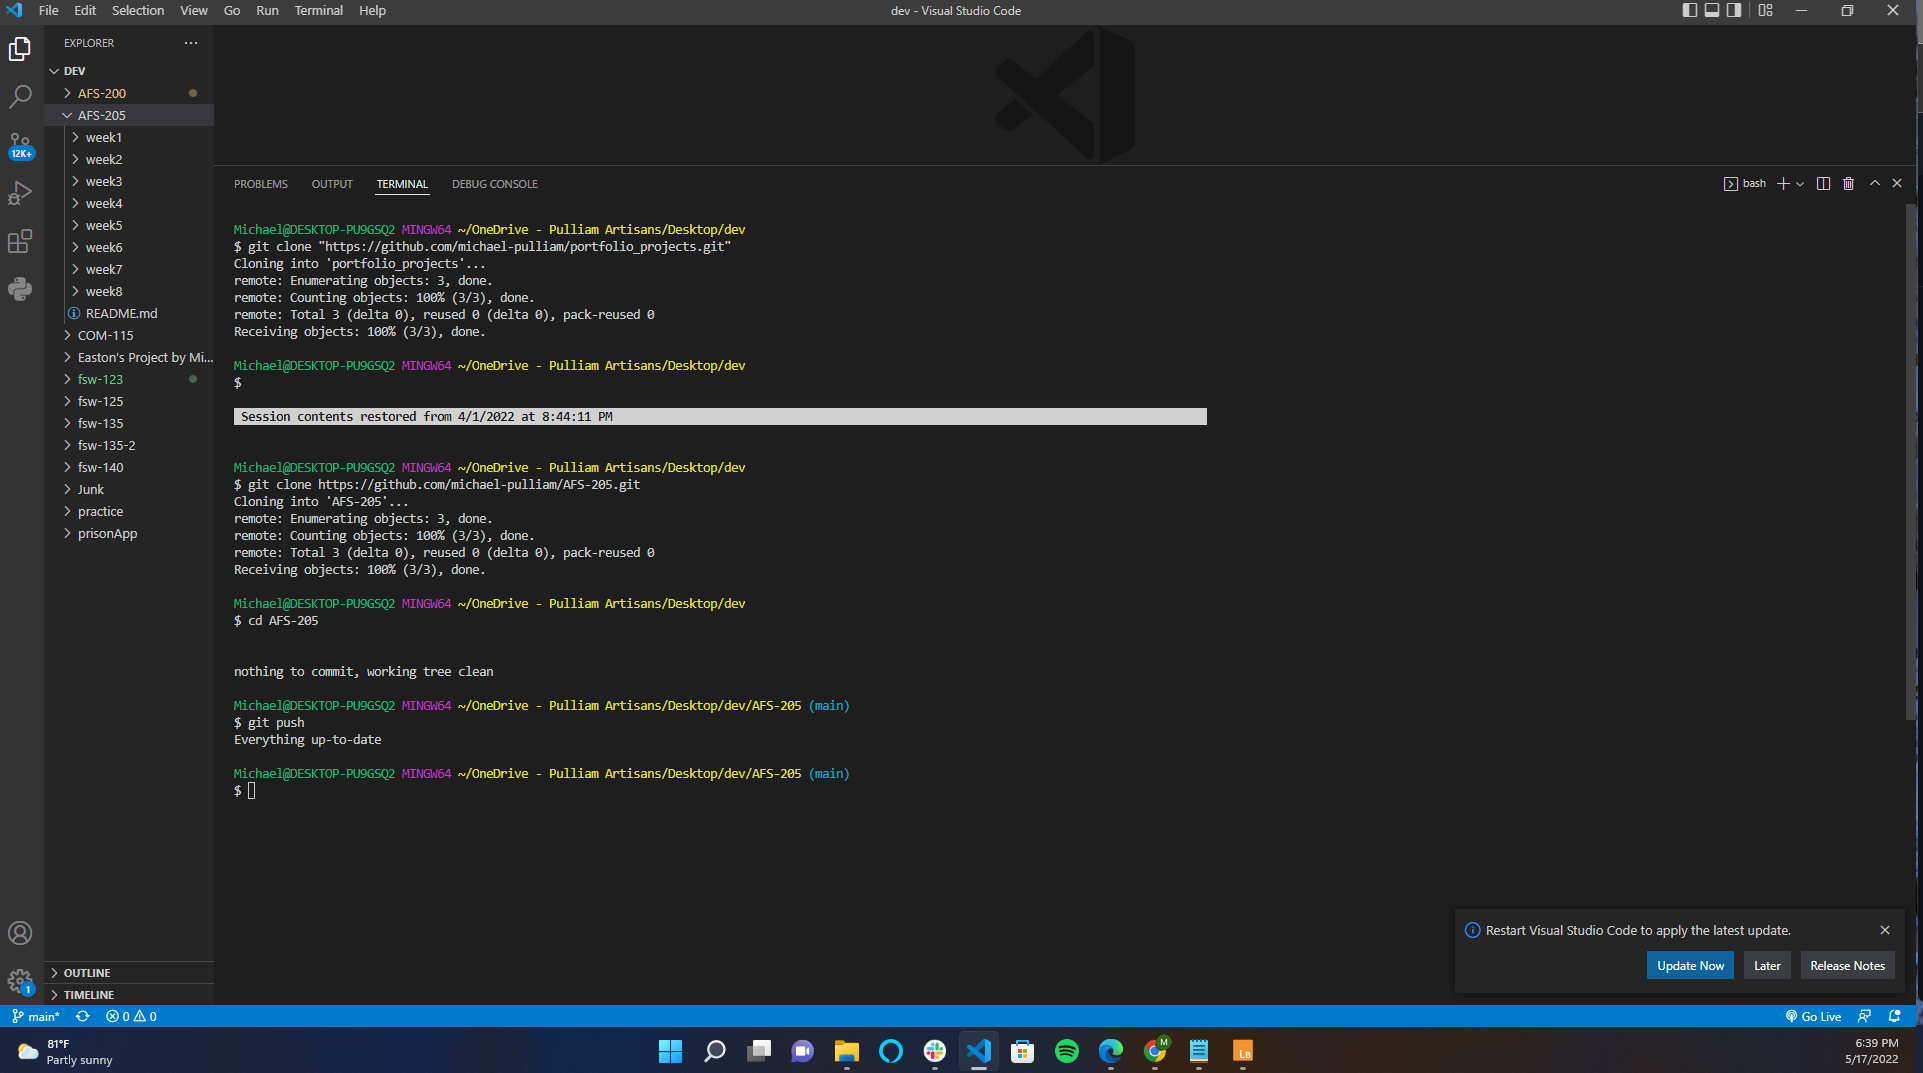 File Edit Selection View Go Run Terminal Help
dev - Visual Studio Code
EXPLORER
DEV
AFS-200
AFS-205
week1
week2
12K+
week3
week4
week5
week6
week7
week8
README.md
COM-115
Easton's Project by Mi...
fsw-123
fsw-125
fsw-135
fsw-135-2
fsw-140
Junk
practice
prisonApp
OUTLINE
TIMELINE
1
PROBLEMS OUTPUT TERMINAL DEBUG CONSOLE
bash
Michael@DESKTOP-PU9GSQ2 MINGW64 ~/OneDrive - Pulliam Artisans/Desktop/dev
$ git clone "https://github.com/michael-pulliam/portfolio_projects.git"
Cloning into 'portfolio_projects'...
remote: Enumerating objects: 3, done.
remote: Counting objects: 100% (3/3), done.
remote: Total 3 (delta 0), reused 0 (delta 0), pack-reused 0
Receiving objects: 100% (3/3), done.
Michael@DESKTOP-PU9GSQ2 MINGW64 ~/OneDrive - Pulliam Artisans/Desktop/dev
$
Session contents restored from 4/1/2022 at 8:44:11 PM
Michael@DESKTOP-PU9GSQ2 MINGW64 ~/OneDrive - Pulliam Artisans/Desktop/dev
$ git clone https://github.com/michael-pulliam/AFS-205.git
Cloning into 'AFS-205'...
remote: Enumerating objects: 3, done.
remote: Counting objects: 100% (3/3), done.
remote: Total 3 (delta 0), reused 0 (delta 0), pack-reused 0
Receiving objects: 100% (3/3), done.
Michael@DESKTOP-PU9GSQ2 MINGW64 ~/OneDrive - Pulliam Artisans/Desktop/dev
$ cd AFS-205
nothing to commit, working tree clean
Michael@DESKTOP-PU9GSQ2 MINGW64 ~/OneDrive - Pulliam Artisans/Desktop/dev/AFS-205 (main)
$ git push
Everything up-to-date
Michael@DESKTOP-PU9GSQ2 MINGW64 ~/OneDrive - Pulliam Artisans/Desktop/dev/AFS-205 (main)
$
Restart Visual Studio Code to apply the latest update.
Update Now Later Release Notes
main* 0 0
Go Live
81°F
Partly sunny
M
LB
6:39 PM
5/17/2022